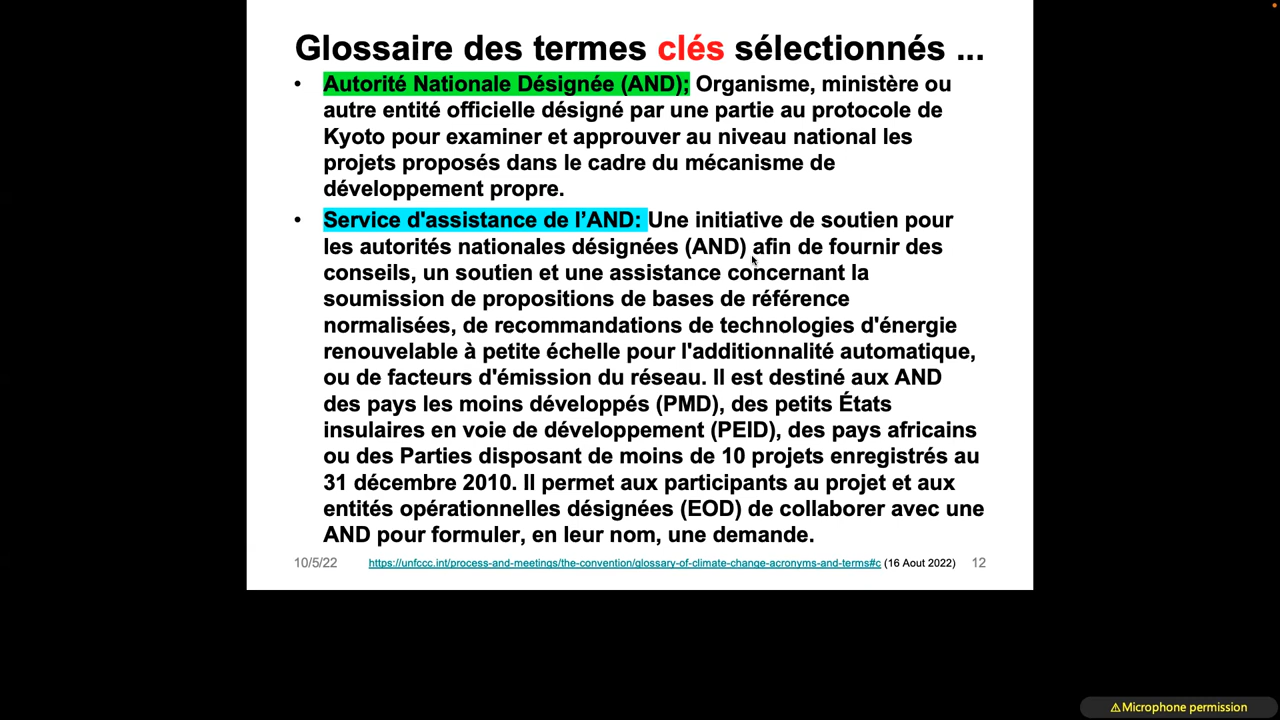 Glossaire des termes clés sélectionnés ...
• Autorité Nationale Désignée (AND); Organisme, ministère ou
autre entité officielle désigné par une partie au protocole de
Kyoto pour examiner et approuver au niveau national les
projets proposés dans le cadre du mécanisme de
développement propre.
• Service d'assistance de l’AND: Une initiative de soutien pour
les autorités nationales désignées (AND) afin de fournir des
conseils, un soutien et une assistance concernant la
soumission de propositions de bases de référence
normalisées, de recommandations de technologies d'énergie
renouvelable à petite échelle pour l'additionnalité automatique,
ou de facteurs d'émission du réseau. Il est destiné aux AND
des pays les moins développés (PMD), des petits États
insulaires en voie de développement (PEID), des pays africains
ou des Parties disposant de moins de 10 projets enregistrés au
31 décembre 2010. Il permet aux participants au projet et aux
entités opérationnelles désignées (EOD) de collaborer avec une
AND pour formuler, en leur nom, une demande.
10/5/22 https://unfccc.int/process-and-meetings/the-convention/glossary-of-climate-change-acronyms-and-terms#c (16 Aout 2022) 12
⚠Microphone permission